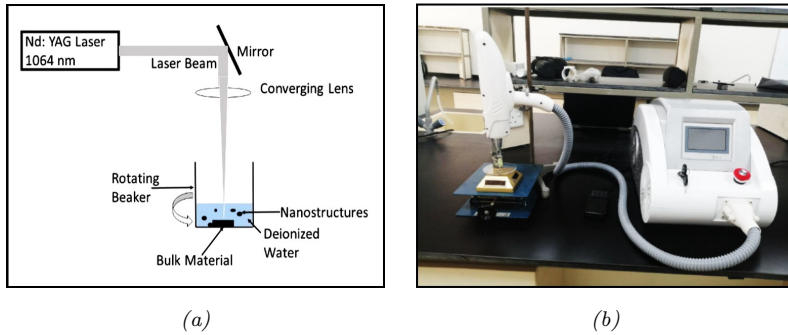 Nd: YAG Laser
1064 nm
Mirror
Laser Beam
Converging Lens
Rotating
Beaker
Nanostructures
Deionized
Water
Bulk Material
(a)
(b)